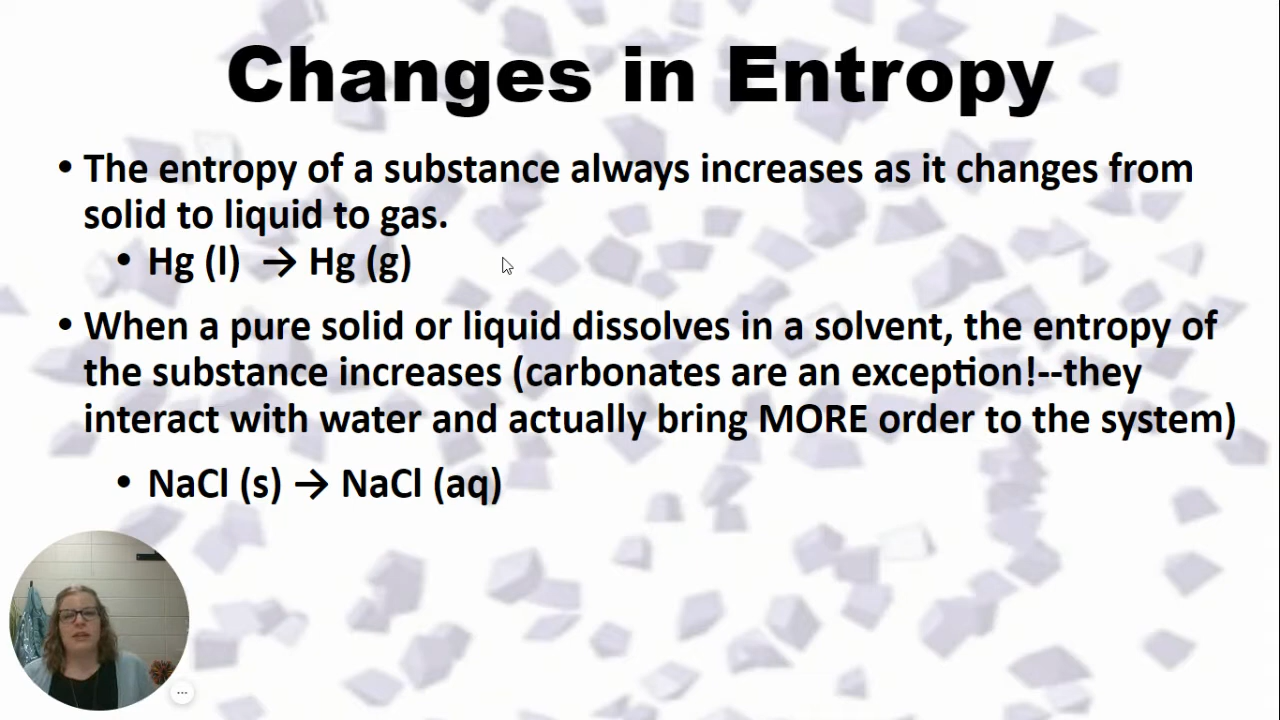 Changes in Entropy
• The entropy of a substance always increases as it changes from
solid to liquid to gas.
• Hg (l) → Hg (g)
• When a pure solid or liquid dissolves in a solvent, the entropy of
the substance increases (carbonates are an exception!--they
interact with water and actually bring MORE order to the system)
• NaCl (s) → NaCl (aq)